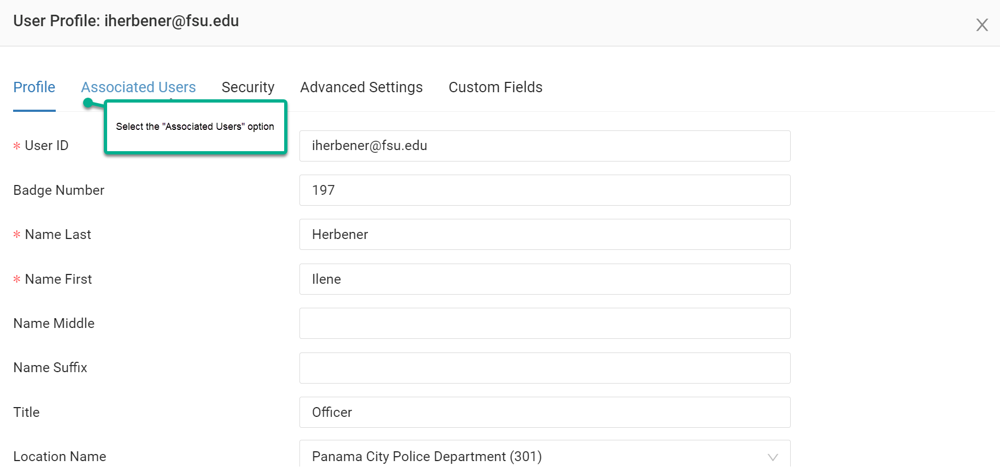 User Profile: iherbener@fsu.edu
Profile Associated Users Security Advanced Settings Custom Fields
Select the "Associated Users" option
* User ID iherbener@fsu.edu
Badge Number 197
* Name Last Herbener
* Name First Ilene
Name Middle
Name Suffix
Title Officer
Location Name Panama City Police Department (301)